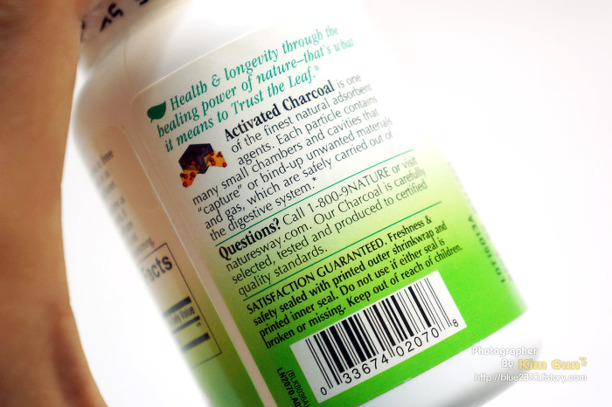 Health & longevity through the
healing power of nature–that's what
it means to Trust the Leaf.®
Activated Charcoal is one
of the finest natural adsorbent
agents. Each particle contains
many small chambers and cavities that
"capture" or bind-up unwanted materials
and gas, which are safely carried out of
the digestive system.*
Questions? Call 1-800-9NATURE or visit
naturesway.com. Our Charcoal is carefully
selected, tested and produced to certified
quality standards.
SATISFACTION GUARANTEED. Freshness &
safety sealed with printed outer shrinkwrap and
printed inner seal. Do not use if either seal is
broken or missing. Keep out of reach of children.
0 33674 02070 8
Facts
Photographer
By Kim Gun's